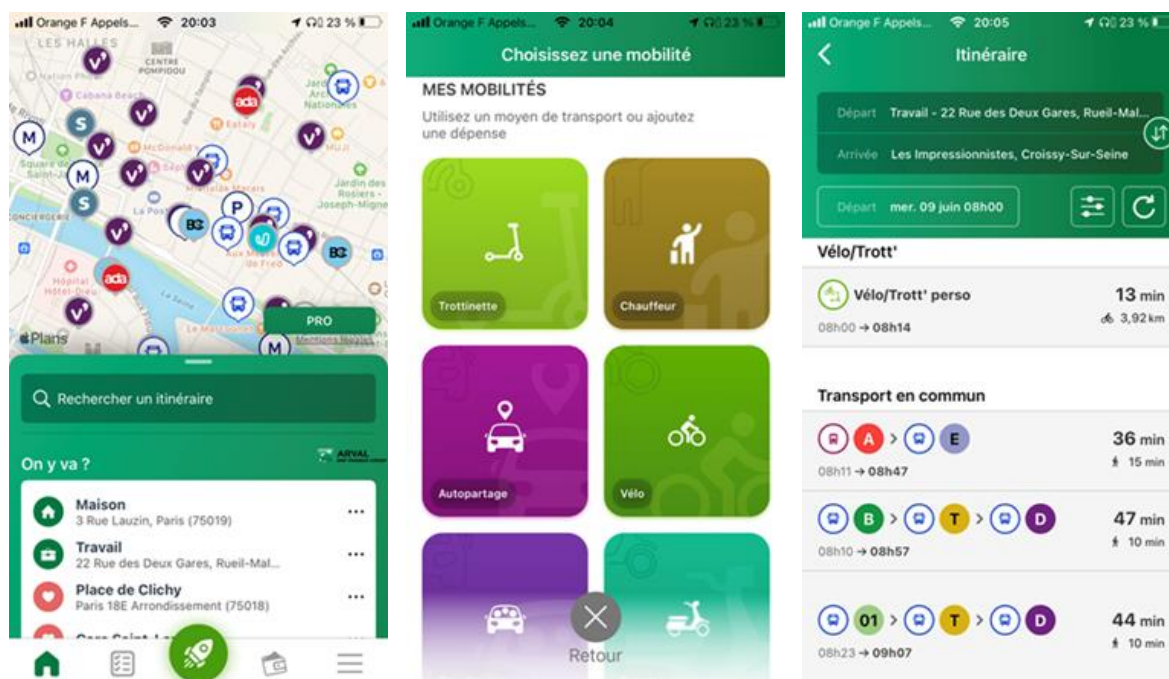 Orange F Appels... 20:03 23 %
LES HALLES
CENTRE
POMPIDOU
Cabana Beach
ada
Eataly
McDonald's
MUJI
M
S
M
S
P
Jardin des
Rosiers -
Joseph-Migne
CONCIERGERIE
La Post
BC
BC
Hôpital
Hôtel-Dieu
ada
La Seine
M
PRO
Plans
Mentions légales
Rechercher un itinéraire
On y va ?
ARVAL
Maison
3 Rue Lauzin, Paris (75019)
Travail
22 Rue des Deux Gares, Rueil-Mal...
Place de Clichy
Paris 18E Arrondissement (75018)
Orange F Appels... 20:04 23 %
Choisissez une mobilité
MES MOBILITÉS
Utilisez un moyen de transport ou ajoutez
une dépense
Trottinette
Chauffeur
Autopartage
Vélo
Retour
Orange F Appels... 20:05 23 %
Itinéraire
Départ Travail - 22 Rue des Deux Gares, Rueil-Mal...
Arrivée Les Impressionnistes, Croissy-Sur-Seine
Départ mer. 09 juin 08h00
Vélo/Trott'
Vélo/Trott' perso 13 min
08h00 → 08h14 3,92 km
Transport en commun
A > E 36 min
08h11 → 08h47 15 min
B > T > D 47 min
08h10 → 08h57 10 min
01 > T > D 44 min
08h23 → 09h07 10 min